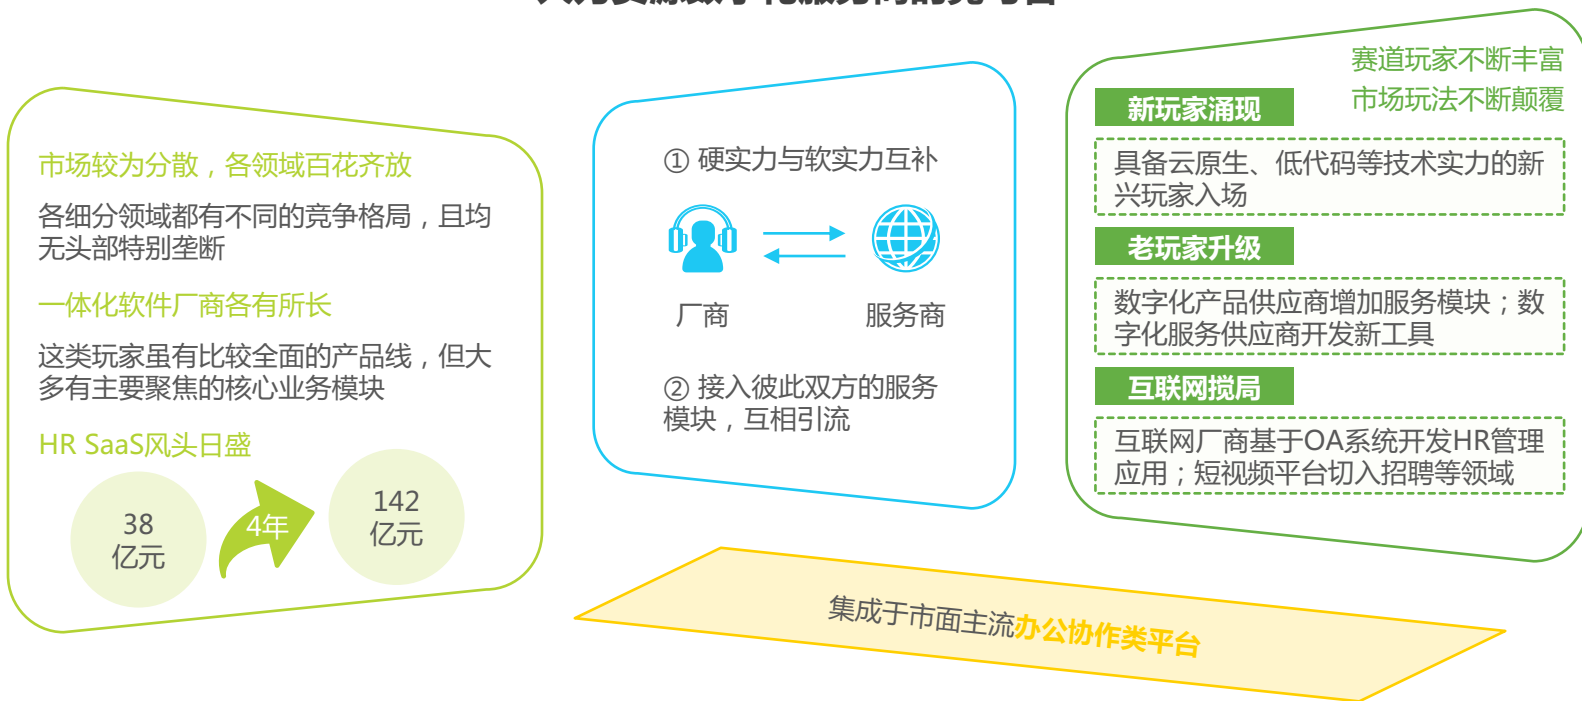 市场较为分散，各领域百花齐放
各细分领域都有不同的竞争格局，且均
无头部特别垄断
一体化软件厂商各有所长
这类玩家虽有比较全面的产品线，但大
多有主要聚焦的核心业务模块
HR SaaS风头日盛
38
亿元
4年
142
亿元
① 硬实力与软实力互补
厂商
服务商
② 接入彼此双方的服务
模块，互相引流
赛道玩家不断丰富
市场玩法不断颠覆
新玩家涌现
具备云原生、低代码等技术实力的新
兴玩家入场
老玩家升级
数字化产品供应商增加服务模块；数
字化服务供应商开发新工具
互联网搅局
互联网厂商基于OA系统开发HR管理
应用；短视频平台切入招聘等领域
集成于市面主流办公协作类平台